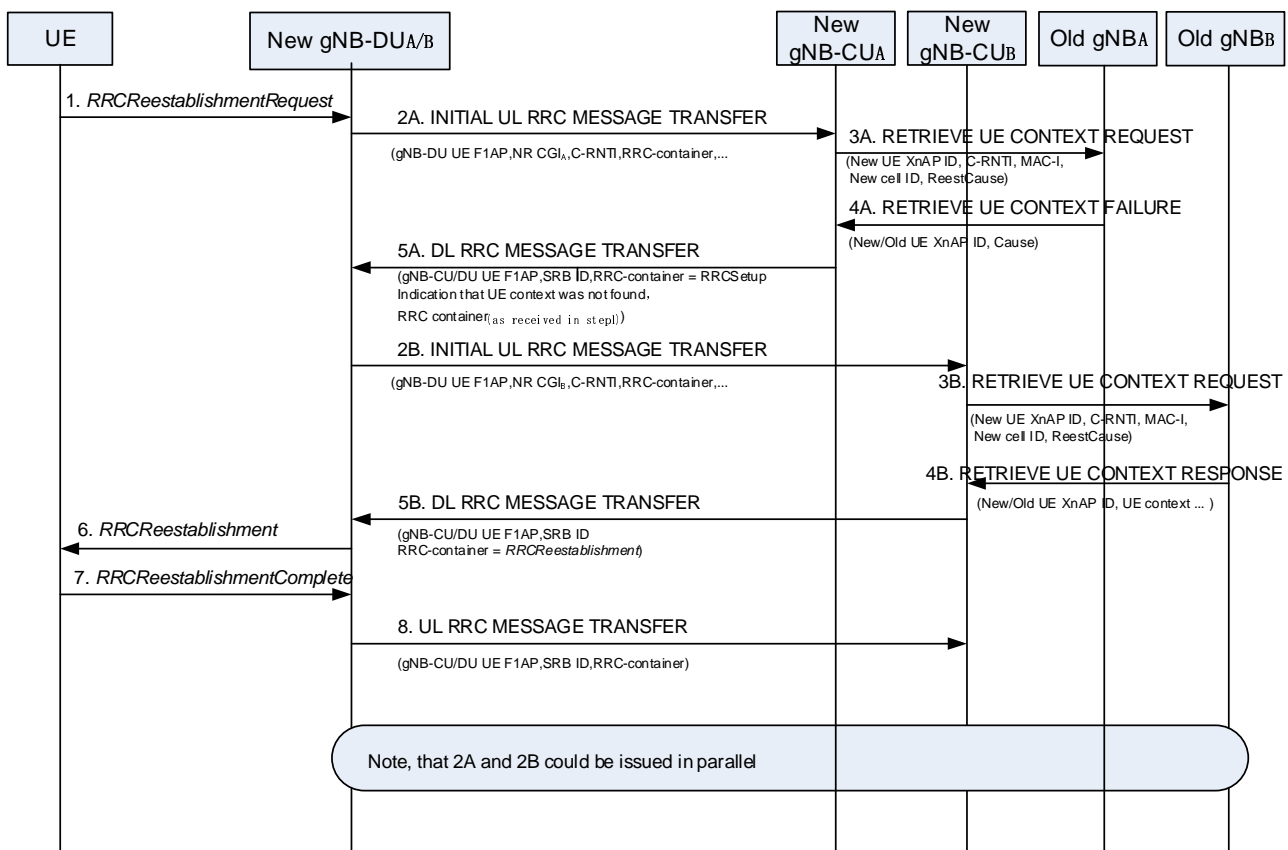 UE
New gNB-DUA/B
New
gNB-CUA
New
gNB-CUB
Old gNBA
Old gNBB
1. RRCReestablishmentRequest
2A. INITIAL UL RRC MESSAGE TRANSFER
(gNB-DU UE F1AP,NR CGIA,C-RNTI,RRC-container,...
3A. RETRIEVE UE CONTEXT REQUEST
(New UE XnAP ID, C-RNTI, MAC-I,
New cell ID, ReestCause)
4A. RETRIEVE UE CONTEXT FAILURE
(New/Old UE XnAP ID, Cause)
5A. DL RRC MESSAGE TRANSFER
(gNB-CU/DU UE F1AP,SRB ID,RRC-container = RRCSetup
Indication that UE context was not found,
RRC container(as received in step1))
2B. INITIAL UL RRC MESSAGE TRANSFER
(gNB-DU UE F1AP,NR CGIB,C-RNTI,RRC-container,...
3B. RETRIEVE UE CONTEXT REQUEST
(New UE XnAP ID, C-RNTI, MAC-I,
New cell ID, ReestCause)
4B. RETRIEVE UE CONTEXT RESPONSE
(New/Old UE XnAP ID, UE context ... )
5B. DL RRC MESSAGE TRANSFER
(gNB-CU/DU UE F1AP,SRB ID
RRC-container = RRCReestablishment)
6. RRCReestablishment
7. RRCReestablishmentComplete
8. UL RRC MESSAGE TRANSFER
(gNB-CU/DU UE F1AP,SRB ID,RRC-container)
Note, that 2A and 2B could be issued in parallel